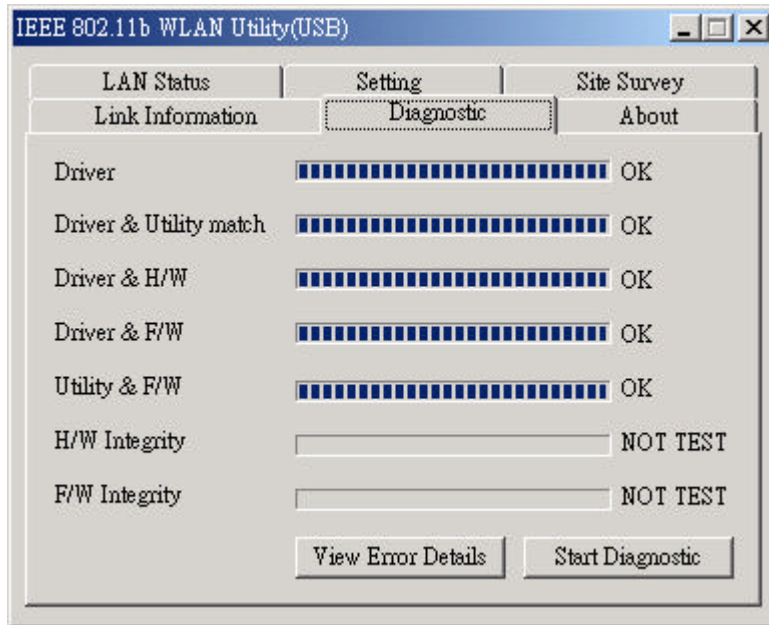 IEEE 802.11b WLAN Utility(USB)
LAN Status Setting Site Survey
Link Information Diagnostic About
Driver OK
Driver & Utility match OK
Driver & H/W OK
Driver & F/W OK
Utility & F/W OK
H/W Integrity NOT TEST
F/W Integrity NOT TEST
View Error Details Start Diagnostic